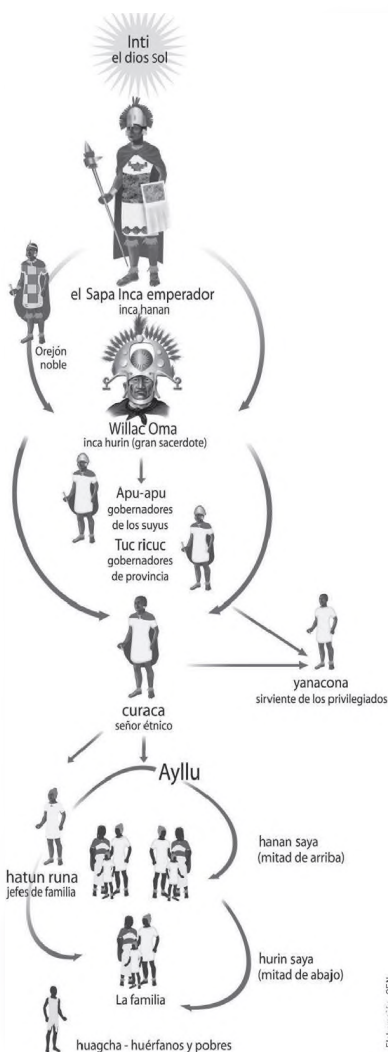 Inti
el dios sol
el Sapa Inca emperador
inca hanan
Orejón
noble
Willac Oma
inca hurin (gran sacerdote)
Apu-apu
gobernadores
de los suyus
Tuc ricuc
gobernadores
de provincia
yanacona
sirviente de los privilegiados
curaca
señor étnico
Ayllu
hatun runa
jefes de familia
hanan saya
(mitad de arriba)
hurin saya
(mitad de abajo)
La familia
huagcha - huérfanos y pobres